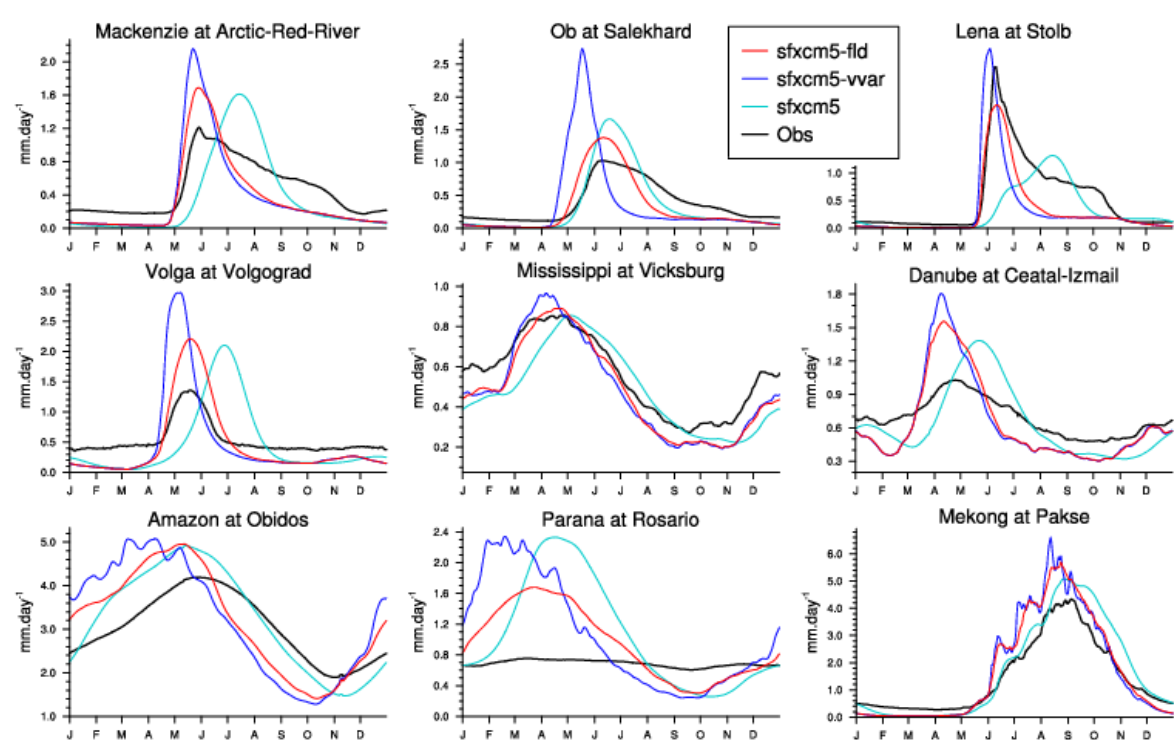 Mackenzie at Arctic-Red-River
mm.day-1
2.0
1.6
1.2
0.8
0.4
0.0
J F M A M J J A S O N D
Ob at Salekhard
mm.day-1
2.5
2.0
1.5
1.0
0.5
0.0
J F M A M J J A S O N D
sfxcm5-fld
sfxcm5-vvar
sfxcm5
Obs
Lena at Stolb
1.0
0.5
0.0
J F M A M J J A S O N D
Volga at Volgograd
mm.day-1
3.0
2.5
2.0
1.5
1.0
0.5
0.0
J F M A M J J A S O N D
Mississippi at Vicksburg
mm.day-1
1.0
0.8
0.6
0.4
0.2
J F M A M J J A S O N D
Danube at Ceatal-Izmail
mm.day-1
1.8
1.5
1.2
0.9
0.6
0.3
J F M A M J J A S O N D
Amazon at Obidos
mm.day-1
5.0
4.0
3.0
2.0
1.0
J F M A M J J A S O N D
Parana at Rosario
mm.day-1
2.4
2.0
1.6
1.2
0.8
0.4
0.0
J F M A M J J A S O N D
Mekong at Pakse
mm.day-1
6.0
5.0
4.0
3.0
2.0
1.0
0.0
J F M A M J J A S O N D